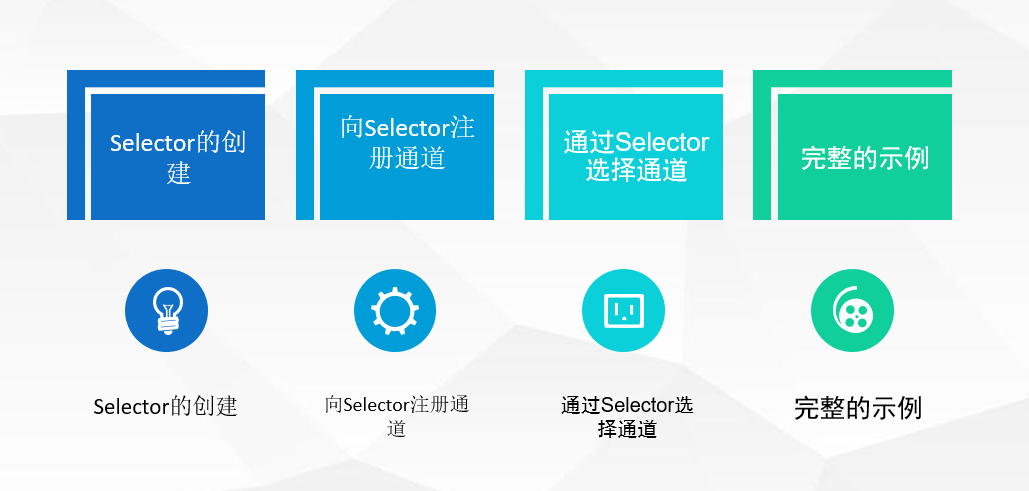 Selector的创
建
向Selector注
册通道
通过Selector
选择通道
完整的示例
Selector的创建
向Selector注册通
道
通过Selector选
择通道
完整的示例